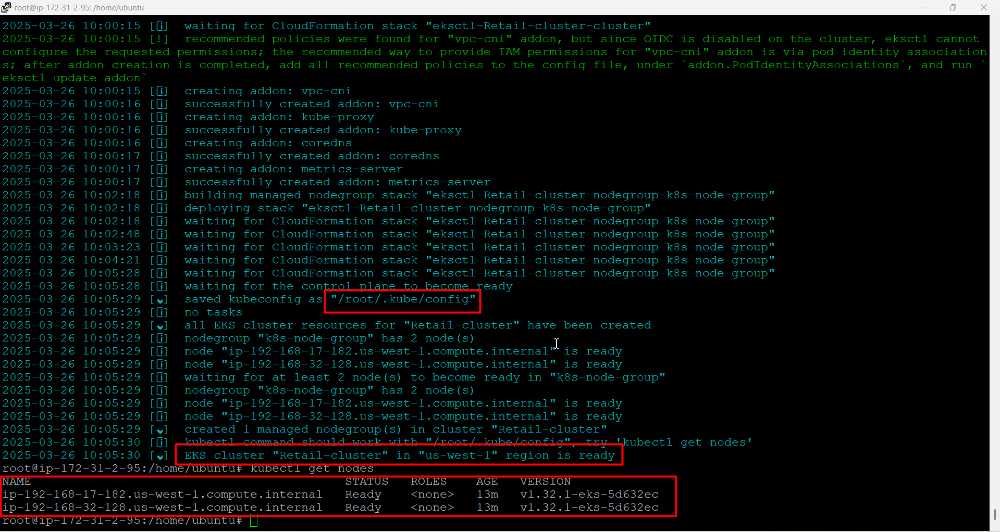 root@ip-172-31-2-95: /home/ubuntu
2025-03-26 10:00:15 [ℹ]  waiting for CloudFormation stack "eksctl-Retail-cluster-cluster"
2025-03-26 10:00:15 [!]  recommended policies were found for "vpc-cni" addon, but since OIDC is disabled on the cluster, eksctl cannot
configure the requested permissions; the recommended way to provide IAM permissions for "vpc-cni" addon is via pod identity association
s; after addon creation is completed, add all recommended policies to the config file, under `addon.PodIdentityAssociations`, and run `
eksctl update addon`
2025-03-26 10:00:15 [ℹ]  creating addon: vpc-cni
2025-03-26 10:00:16 [ℹ]  successfully created addon: vpc-cni
2025-03-26 10:00:16 [ℹ]  creating addon: kube-proxy
2025-03-26 10:00:16 [ℹ]  successfully created addon: kube-proxy
2025-03-26 10:00:16 [ℹ]  creating addon: coredns
2025-03-26 10:00:17 [ℹ]  successfully created addon: coredns
2025-03-26 10:00:17 [ℹ]  creating addon: metrics-server
2025-03-26 10:00:17 [ℹ]  successfully created addon: metrics-server
2025-03-26 10:02:18 [ℹ]  building managed nodegroup stack "eksctl-Retail-cluster-nodegroup-k8s-node-group"
2025-03-26 10:02:18 [ℹ]  deploying stack "eksctl-Retail-cluster-nodegroup-k8s-node-group"
2025-03-26 10:02:18 [ℹ]  waiting for CloudFormation stack "eksctl-Retail-cluster-nodegroup-k8s-node-group"
2025-03-26 10:02:48 [ℹ]  waiting for CloudFormation stack "eksctl-Retail-cluster-nodegroup-k8s-node-group"
2025-03-26 10:03:23 [ℹ]  waiting for CloudFormation stack "eksctl-Retail-cluster-nodegroup-k8s-node-group"
2025-03-26 10:04:21 [ℹ]  waiting for CloudFormation stack "eksctl-Retail-cluster-nodegroup-k8s-node-group"
2025-03-26 10:05:28 [ℹ]  waiting for CloudFormation stack "eksctl-Retail-cluster-nodegroup-k8s-node-group"
2025-03-26 10:05:28 [ℹ]  waiting for the control plane to become ready
2025-03-26 10:05:29 [✔]  saved kubeconfig as "/root/.kube/config"
2025-03-26 10:05:29 [ℹ]  no tasks
2025-03-26 10:05:29 [✔]  all EKS cluster resources for "Retail-cluster" have been created
2025-03-26 10:05:29 [ℹ]  nodegroup "k8s-node-group" has 2 node(s)
2025-03-26 10:05:29 [ℹ]  node "ip-192-168-17-182.us-west-1.compute.internal" is ready
2025-03-26 10:05:29 [ℹ]  node "ip-192-168-32-128.us-west-1.compute.internal" is ready
2025-03-26 10:05:29 [ℹ]  waiting for at least 2 node(s) to become ready in "k8s-node-group"
2025-03-26 10:05:29 [ℹ]  nodegroup "k8s-node-group" has 2 node(s)
2025-03-26 10:05:29 [ℹ]  node "ip-192-168-17-182.us-west-1.compute.internal" is ready
2025-03-26 10:05:29 [ℹ]  node "ip-192-168-32-128.us-west-1.compute.internal" is ready
2025-03-26 10:05:29 [✔]  created 1 managed nodegroup(s) in cluster "Retail-cluster"
2025-03-26 10:05:30 [ℹ]  kubectl command should work with "/root/.kube/config", try 'kubectl get nodes'
2025-03-26 10:05:30 [✔]  EKS cluster "Retail-cluster" in "us-west-1" region is ready
root@ip-172-31-2-95:/home/ubuntu# kubectl get nodes
NAME STATUS ROLES AGE VERSION
ip-192-168-17-182.us-west-1.compute.internal Ready <none> 13m v1.32.1-eks-5d632ec
ip-192-168-32-128.us-west-1.compute.internal Ready <none> 13m v1.32.1-eks-5d632ec
root@ip-172-31-2-95:/home/ubuntu#